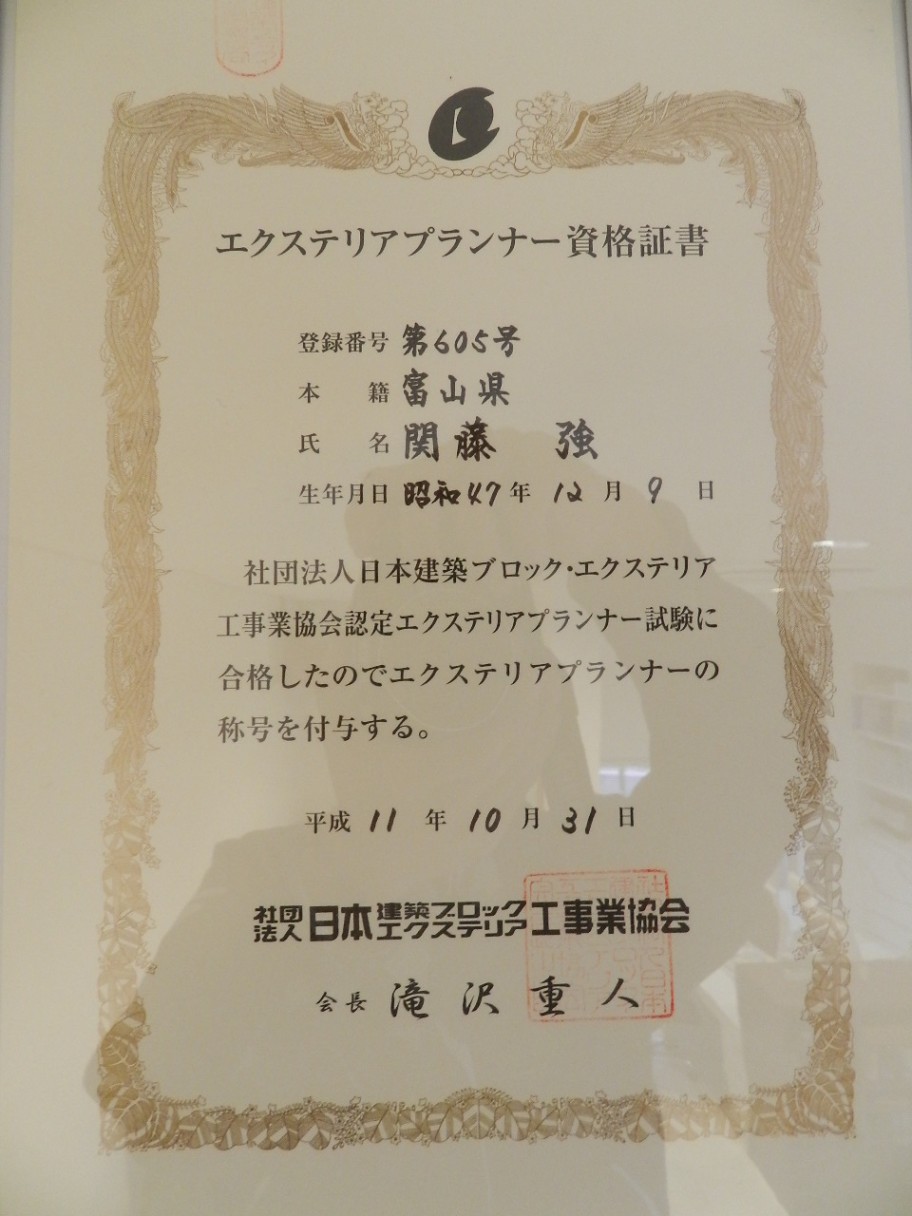 エクステリアプランナー資格証書
登録番号 第605号
本 籍 富山県
氏 名 関藤 強
生年月日 昭和47年 12月 9日
社団法人日本建築ブロック・エクステリア
工事業協会認定エクステリアプランナー試験に
合格したのでエクステリアプランナーの
称号を付与する。
平成 11 年 10 月 31 日
社団法人 日本建築ブロックエクステリア工事業協会
会長 滝沢重人